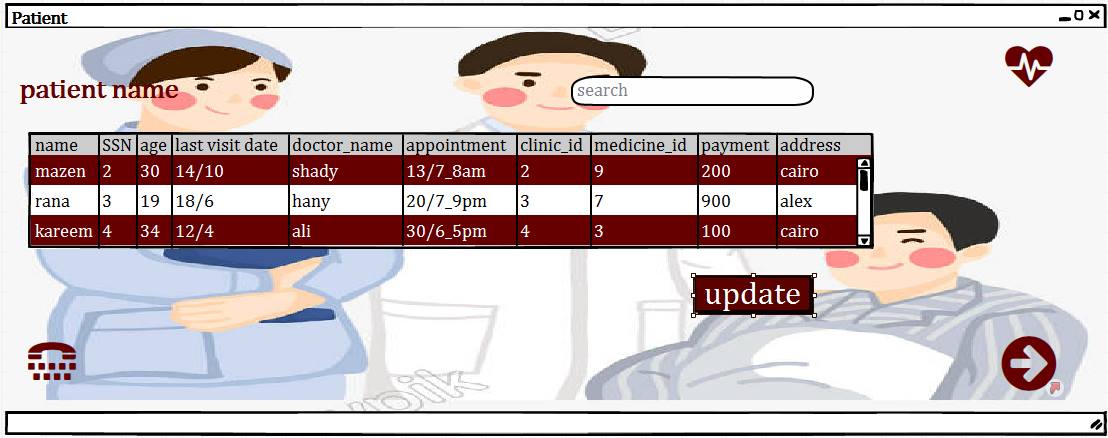 Patient
patient name
search
name SSN age last visit date doctor_name appointment clinic_id medicine_id payment address
mazen 2 30 14/10 shady 13/7_8am 2 9 200 cairo
rana 3 19 18/6 hany 20/7_9pm 3 7 900 alex
kareem 4 34 12/4 ali 30/6_5pm 4 3 100 cairo
update